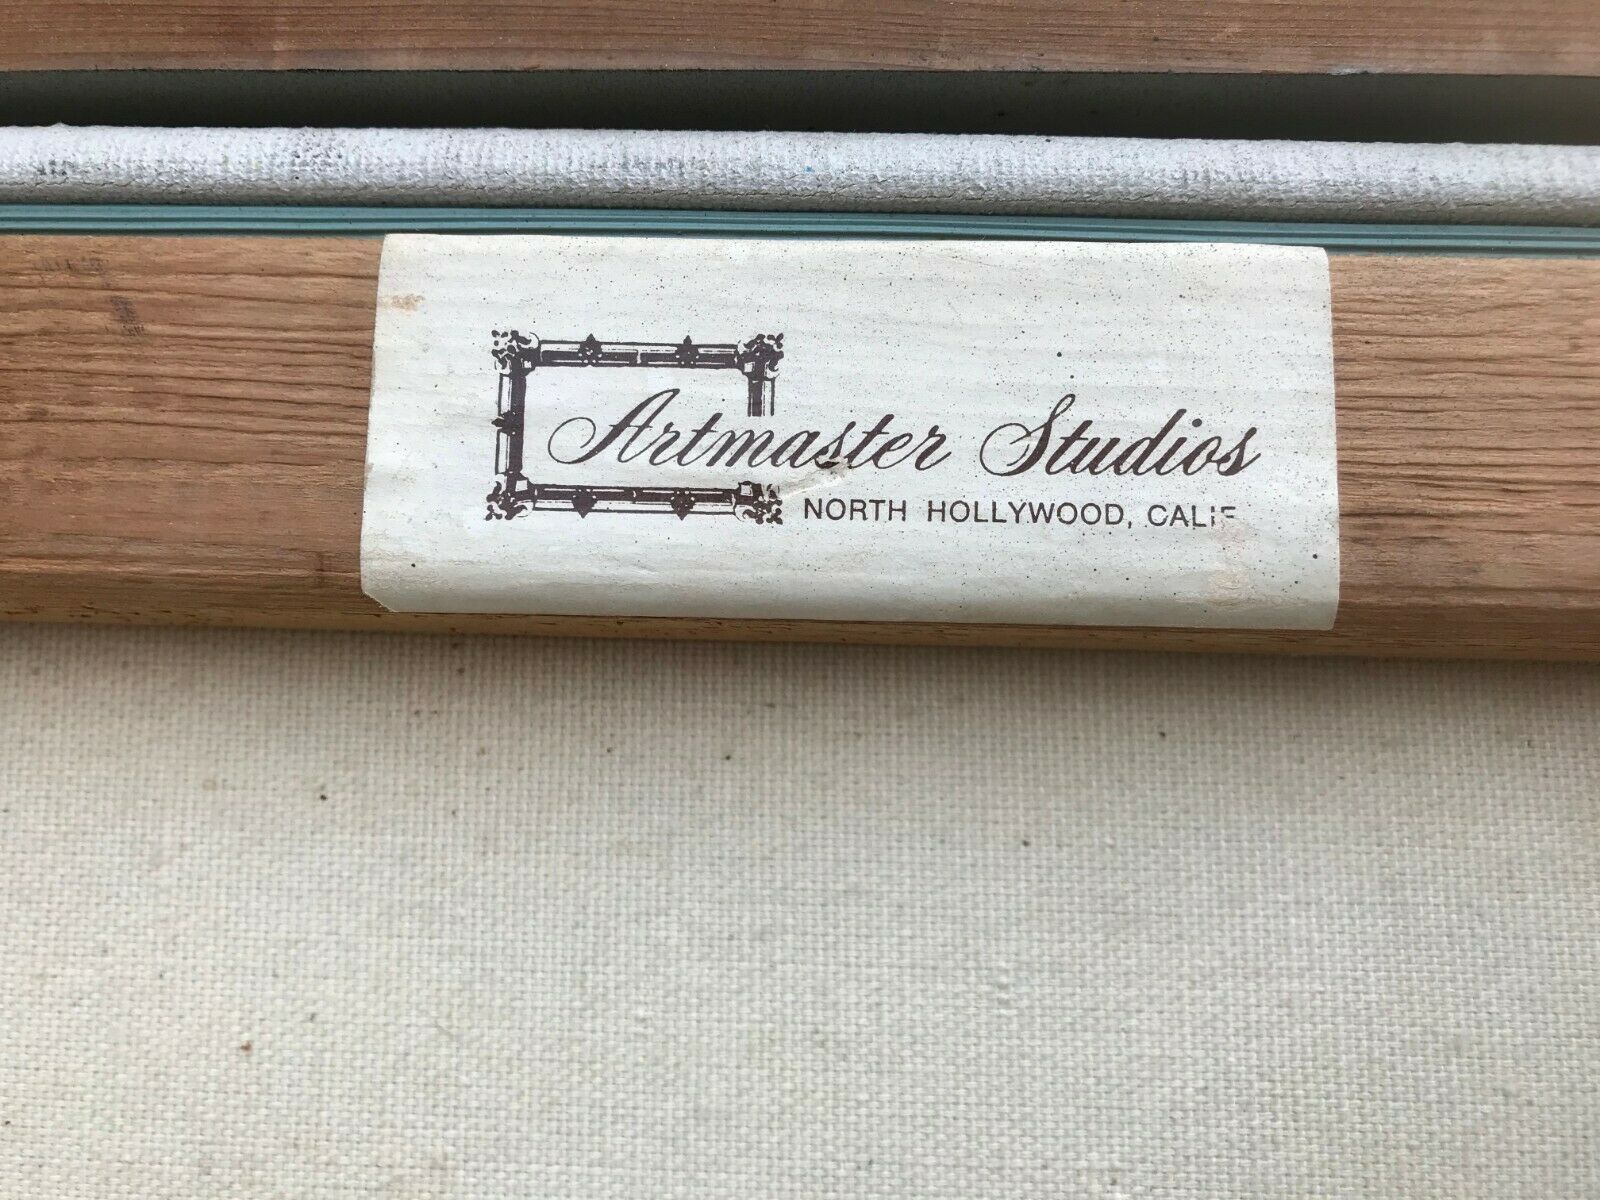 Artmaster Studios
NORTH HOLLYWOOD, CALIF